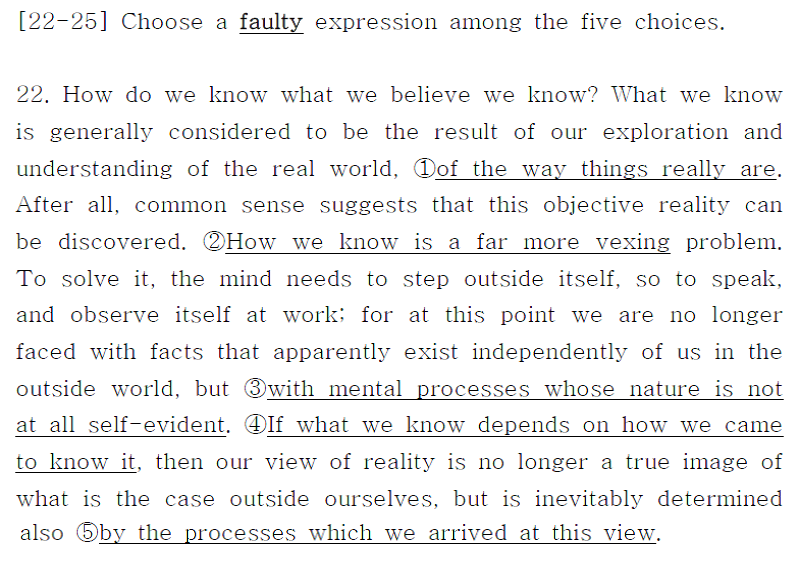 [22-25] Choose a faulty expression among the five choices.
22. How do we know what we believe we know? What we know
is generally considered to be the result of our exploration and
understanding of the real world, ①of the way things really are.
After all, common sense suggests that this objective reality can
be discovered. ②How we know is a far more vexing problem.
To solve it, the mind needs to step outside itself, so to speak,
and observe itself at work; for at this point we are no longer
faced with facts that apparently exist independently of us in the
outside world, but ③with mental processes whose nature is not
at all self-evident. ④If what we know depends on how we came
to know it, then our view of reality is no longer a true image of
what is the case outside ourselves, but is inevitably determined
also ⑤by the processes which we arrived at this view.